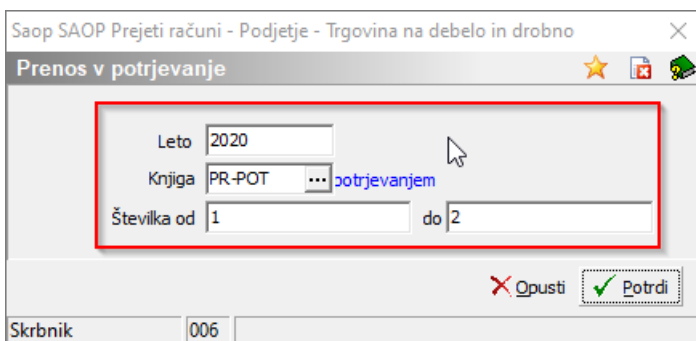 Saop SAOP Prejeti računi - Podjetje - Trgovina na debelo in drobno
Prenos v potrjevanje
Leto 2020
Knjiga PR-POT ... potrjevanjem
Številka od 1 do 2
Opusti Potrdi
Skrbnik 006